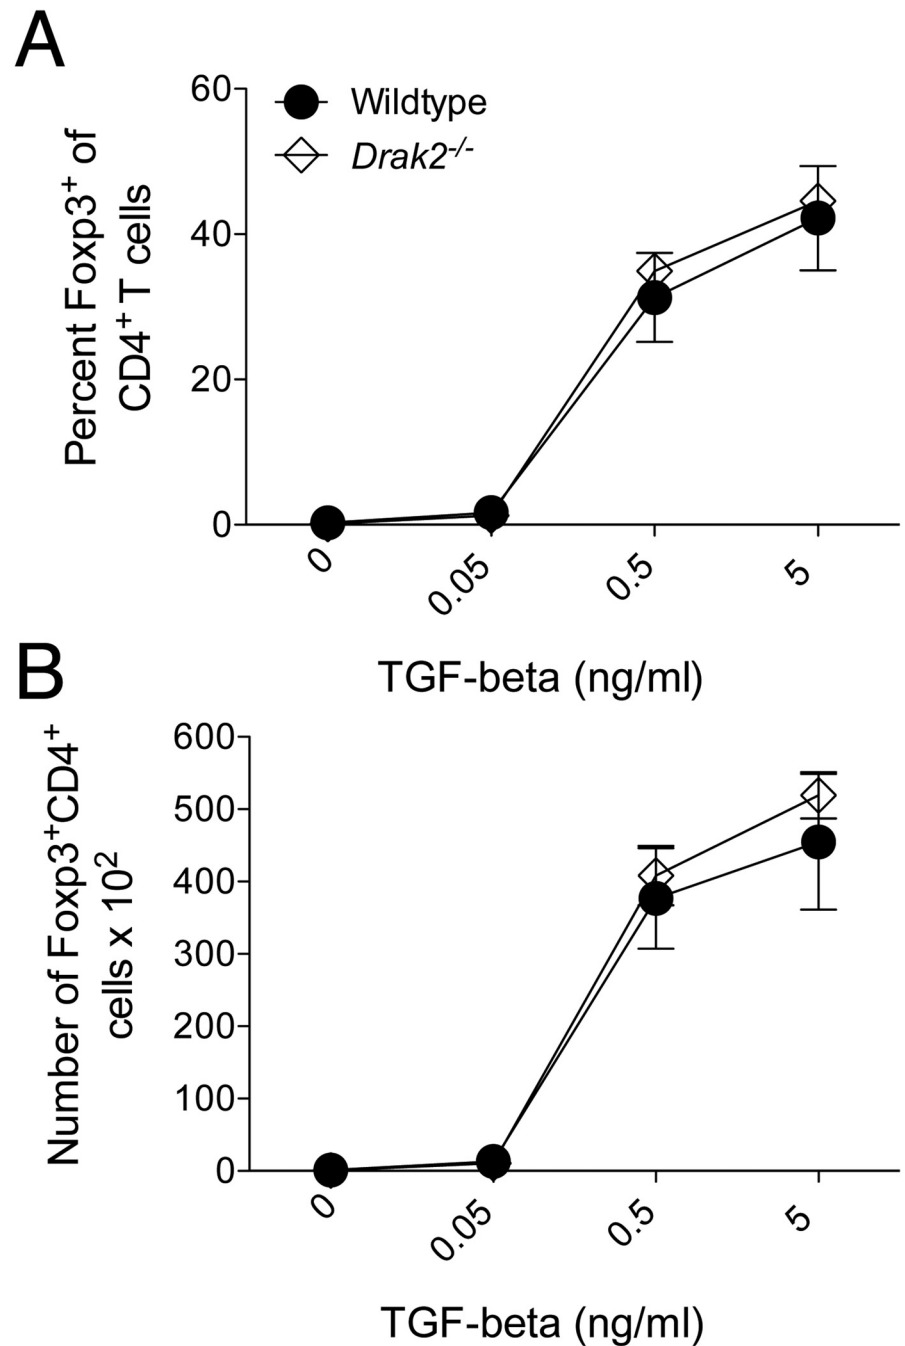 A
60
40
20
0
Percent Foxp3⁺ of
CD4⁺ T cells
Wildtype
Drak2⁻/⁻
0
0.05
0.5
5
TGF-beta (ng/ml)
B
600
500
400
300
200
100
0
Number of Foxp3⁺CD4⁺
cells x 10²
0
0.05
0.5
5
TGF-beta (ng/ml)